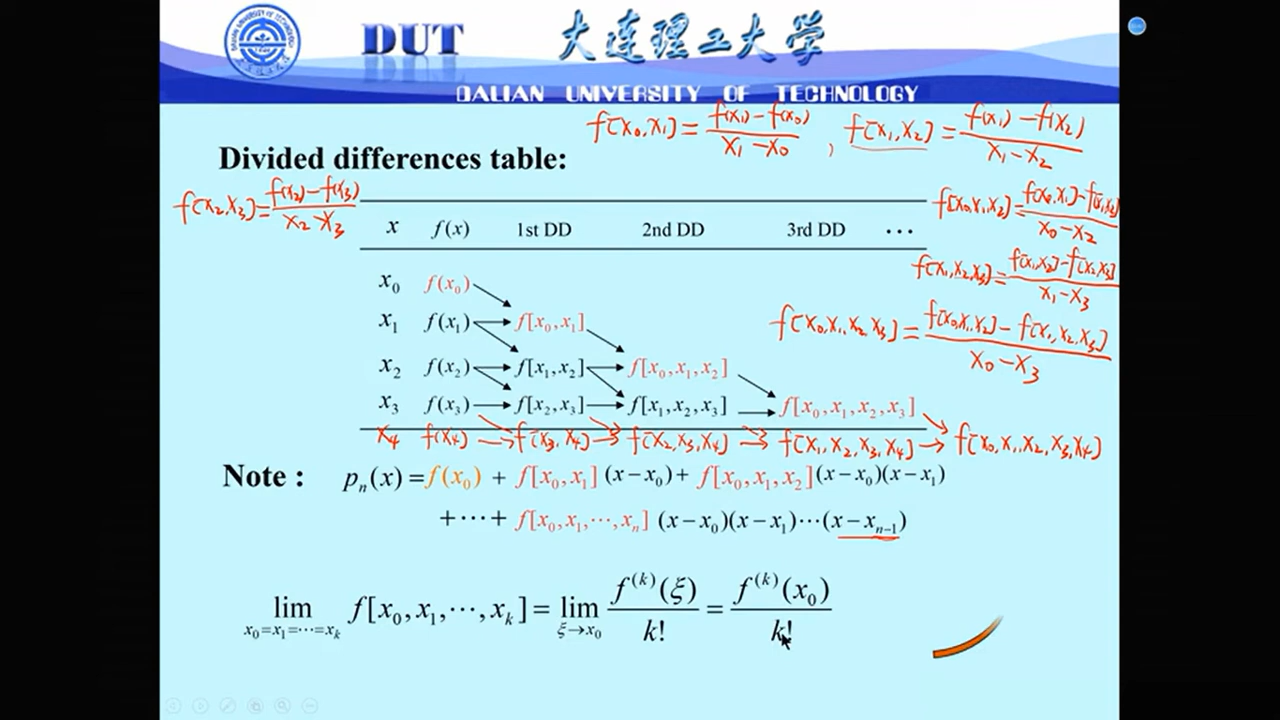 DUT 大连理工大学
DALIAN UNIVERSITY OF TECHNOLOGY
f[x₀,x₁] = (f(x₁)−f(x₀))/(x₁−x₀) , f[x₁,x₂] = (f(x₁)−f(x₂))/(x₁−x₂)
Divided differences table:
f[x₂,x₃] = (f(x₂)−f(x₃))/(x₂−x₃)
f[x₀,x₁,x₂] = (f[x₀,x₁]−f[x₁,x₂])/(x₀−x₂)
x f(x) 1st DD 2nd DD 3rd DD ⋯
f[x₁,x₂,x₃] = (f[x₁,x₂]−f[x₂,x₃])/(x₁−x₃)
x₀ f(x₀)
x₁ f(x₁) f[x₀,x₁]
f[x₀,x₁,x₂,x₃] = (f[x₀,x₁,x₂]−f[x₁,x₂,x₃])/(x₀−x₃)
x₂ f(x₂) f[x₁,x₂] f[x₀,x₁,x₂]
x₃ f(x₃) f[x₂,x₃] f[x₁,x₂,x₃] f[x₀,x₁,x₂,x₃]
x₄ f(x₄) f[x₃,x₄] f[x₂,x₃,x₄] f[x₁,x₂,x₃,x₄] f[x₀,x₁,x₂,x₃,x₄]
Note : pₙ(x) = f(x₀) + f[x₀,x₁](x−x₀) + f[x₀,x₁,x₂](x−x₀)(x−x₁)
+⋯+ f[x₀,x₁,⋯,xₙ](x−x₀)(x−x₁)⋯(x−xₙ₋₁)
lim_{x₀=x₁=⋯=x_k} f[x₀,x₁,⋯,x_k] = lim_{ξ→x₀} f^(k)(ξ)/k! = f^(k)(x₀)/k!